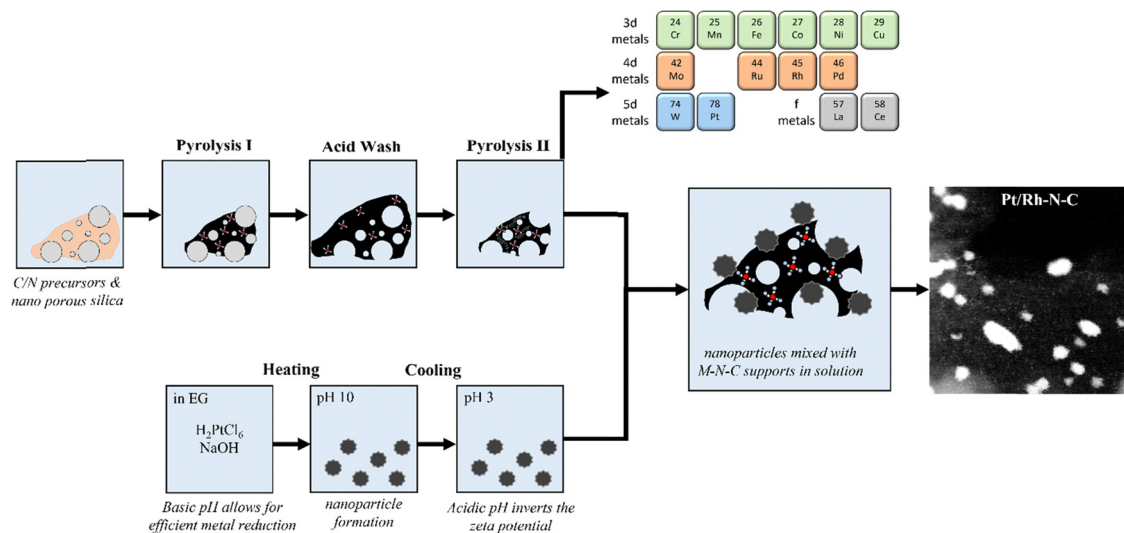 3d
metals
24
Cr
25
Mn
26
Fe
27
Co
28
Ni
29
Cu
4d
metals
42
Mo
44
Ru
45
Rh
46
Pd
5d
metals
74
W
78
Pt
f
metals
57
La
58
Ce
Pyrolysis I
Acid Wash
Pyrolysis II
C/N precursors &
nano porous silica
Pt/Rh-N-C
nanoparticles mixed with
M-N-C supports in solution
Heating
Cooling
in EG
H₂PtCl₆
NaOH
pH 10
pH 3
Basic pH allows for
efficient metal reduction
nanoparticle
formation
Acidic pH inverts the
zeta potential